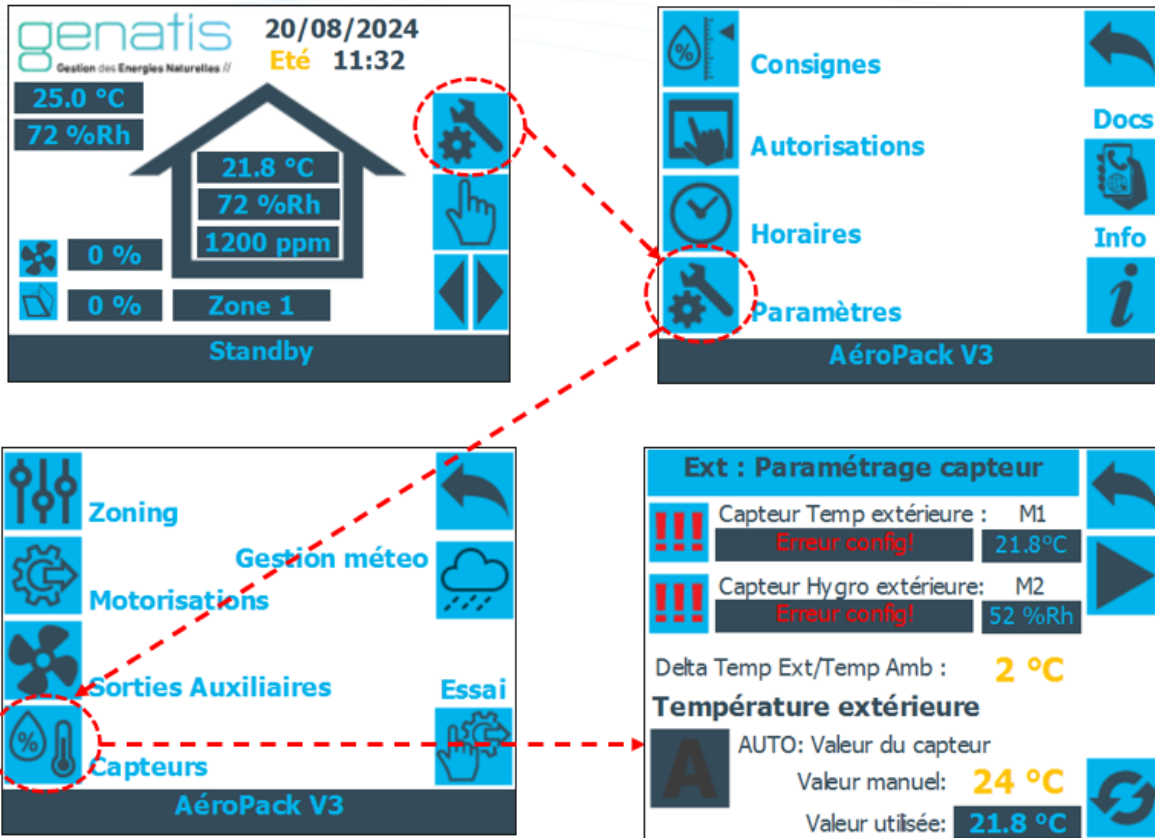 genatis
Gestion des Energies Naturelles //
20/08/2024
Eté 11:32
25.0 °C
72 %Rh
21.8 °C
72 %Rh
1200 ppm
0 %
0 % Zone 1
Standby
%
Consignes
Autorisations
Horaires
Paramètres
Docs
Info
i
AéroPack V3
Zoning
Gestion méteo
Motorisations
Sorties Auxiliaires
Essai
%
Capteurs
AéroPack V3
Ext : Paramétrage capteur
!!! Capteur Temp extérieure : M1
Erreur config! 21.8°C
!!! Capteur Hygro extérieure: M2
Erreur config! 52 %Rh
Delta Temp Ext/Temp Amb : 2 °C
Température extérieure
A AUTO: Valeur du capteur
Valeur manuel: 24 °C
Valeur utilisée: 21.8 °C